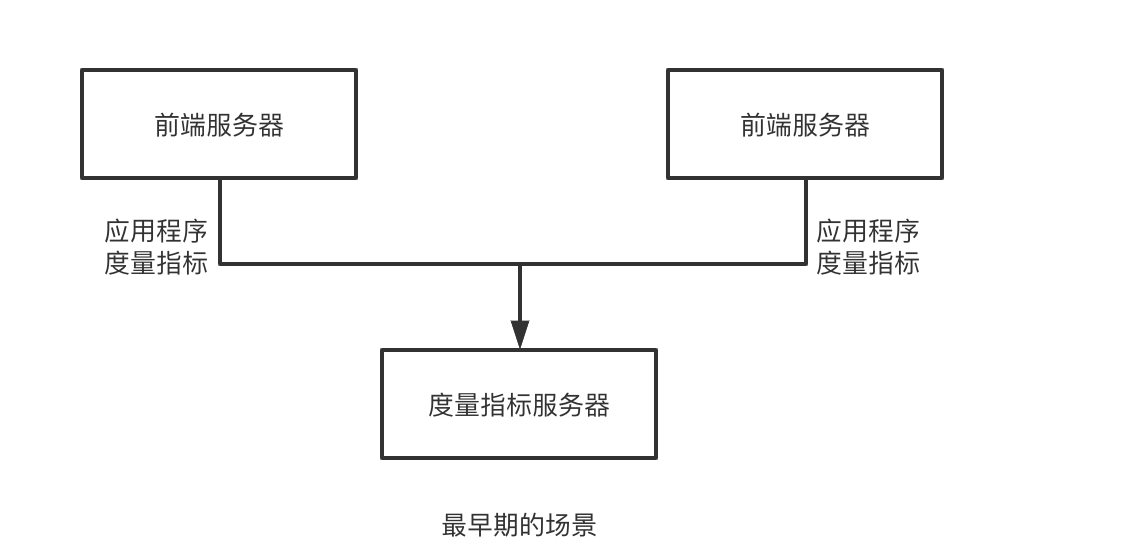 前端服务器
前端服务器
应用程序
度量指标
应用程序
度量指标
度量指标服务器
最早期的场景